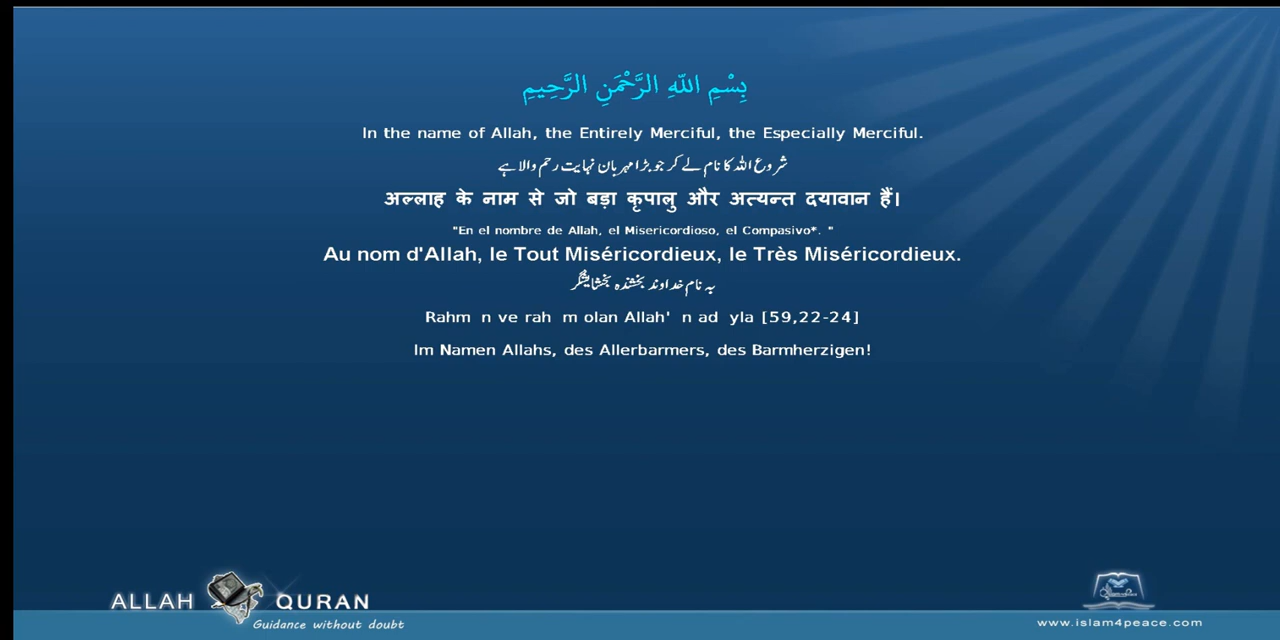 بِسْمِ اللّهِ الرَّحْمَنِ الرَّحِيمِ
In the name of Allah, the Entirely Merciful, the Especially Merciful.
شروع الله کا نام لے کر جو بڑا مہربان نہایت رحم والا ہے
अल्लाह के नाम से जो बड़ा कृपालु और अत्यन्त दयावान हैं।
"En el nombre de Allah, el Misericordioso, el Compasivo*. "
Au nom d'Allah, le Tout Miséricordieux, le Très Miséricordieux.
به نام خداوند بخشنده بخشایشگر
Rahm n ve rah m olan Allah' n ad yla [59,22-24]
Im Namen Allahs, des Allerbarmers, des Barmherzigen!
ALLAH QURAN
Guidance without doubt
www.islam4peace.com